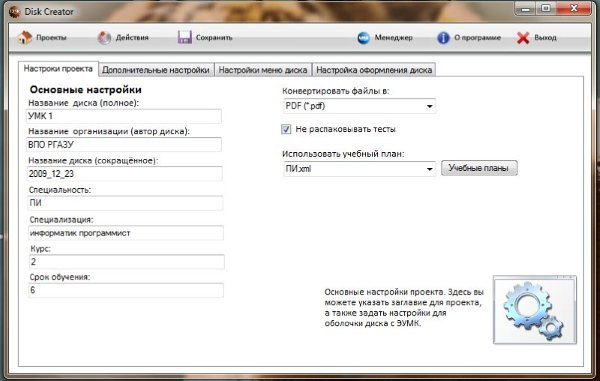 Disk Creator
Проекты Действия Сохранить Менеджер О программе Выход
Настроки проекта Дополнительные настройки Настройки меню диска Настройка оформления диска
Основные настройки
Название диска (полное):
УМК 1
Название организации (автор диска):
ВПО РГАЗУ
Название диска (сокращённое):
2009_12_23
Специальность:
ПИ
Специализация:
информатик программист
Курс:
2
Срок обучения:
6
Конвертировать файлы в:
PDF (*.pdf)
Не распаковывать тесты
Использовать учебный план:
ПИ.xml Учебные планы
Основные настройки проекта. Здесь вы
можете указать заглавие для проекта,
а также задать настройки для
оболочки диска с ЭУМК.